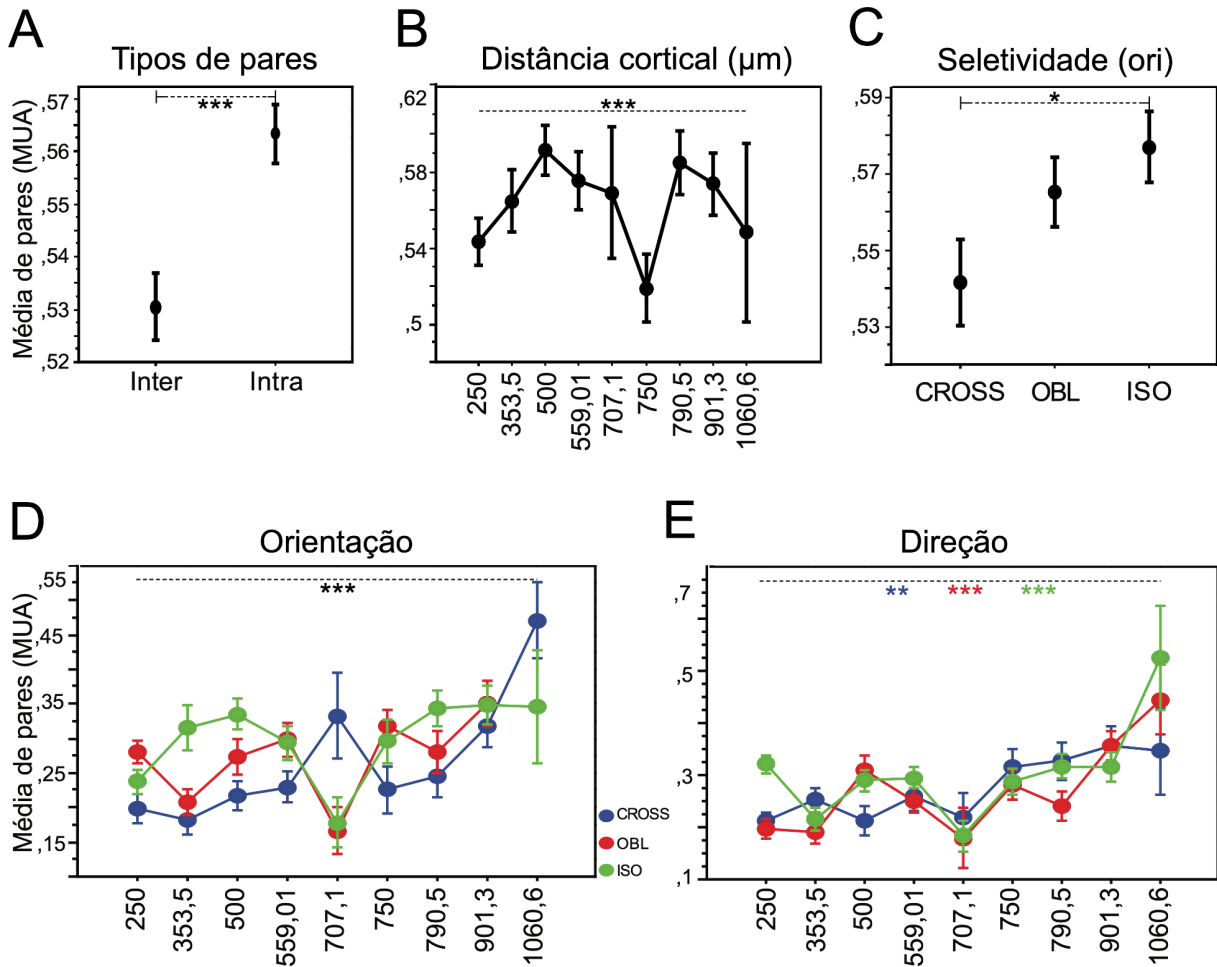 A
Tipos de pares
Média de pares (MUA)
,57
,56
,55
,54
,53
,52
***
Inter
Intra
B
Distância cortical (µm)
,62
,58
,54
,5
***
250
353,5
500
559,01
707,1
750
790,5
901,3
1060,6
C
Seletividade (ori)
,59
,57
,55
,53
*
CROSS
OBL
ISO
D
Orientação
Média de pares (MUA)
,55
,45
,35
,25
,15
***
250
353,5
500
559,01
707,1
750
790,5
901,3
1060,6
CROSS
OBL
ISO
E
Direção
,7
,5
,3
,1
** *** ***
250
353,5
500
559,01
707,1
750
790,5
901,3
1060,6